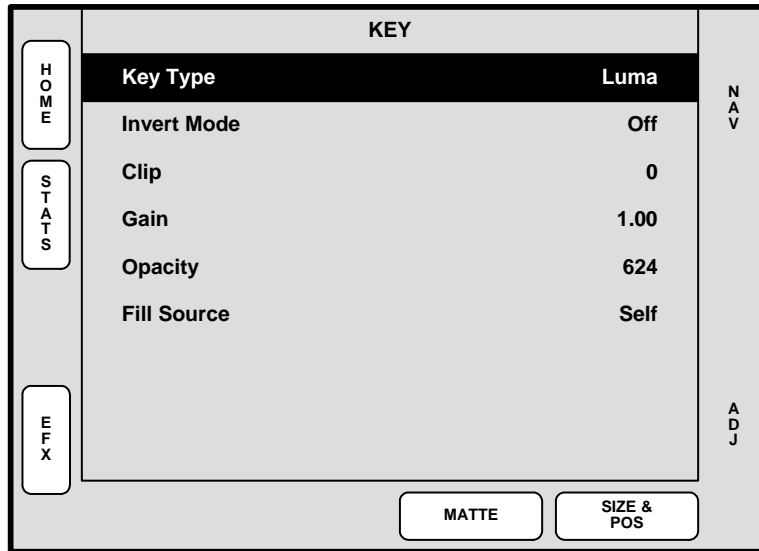 KEY
HOME
STATS
EFX
Key Type Luma
Invert Mode Off
Clip 0
Gain 1.00
Opacity 624
Fill Source Self
NAV
ADJ
MATTE
SIZE &
POS